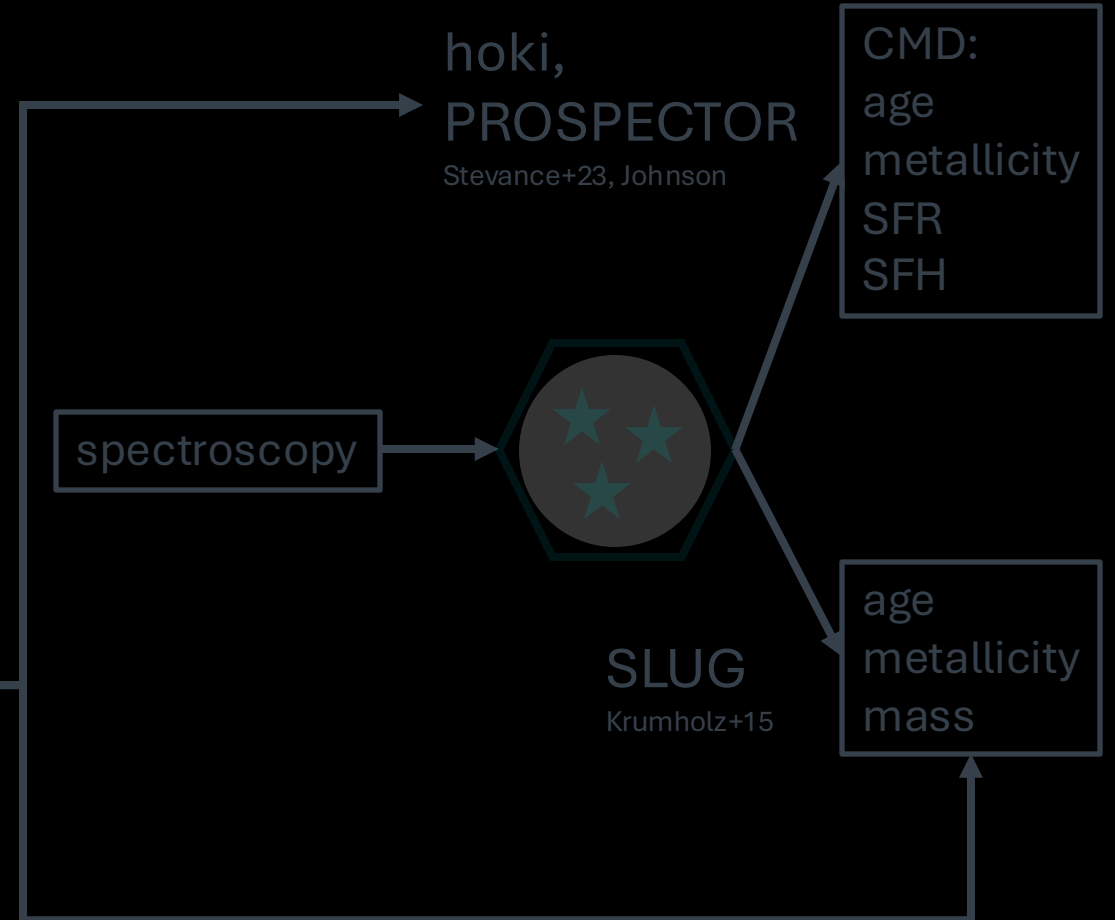 hoki,
PROSPECTOR
Stevance+23, Johnson
CMD:
age
metallicity
SFR
SFH
spectroscopy
SLUG
Krumholz+15
age
metallicity
mass